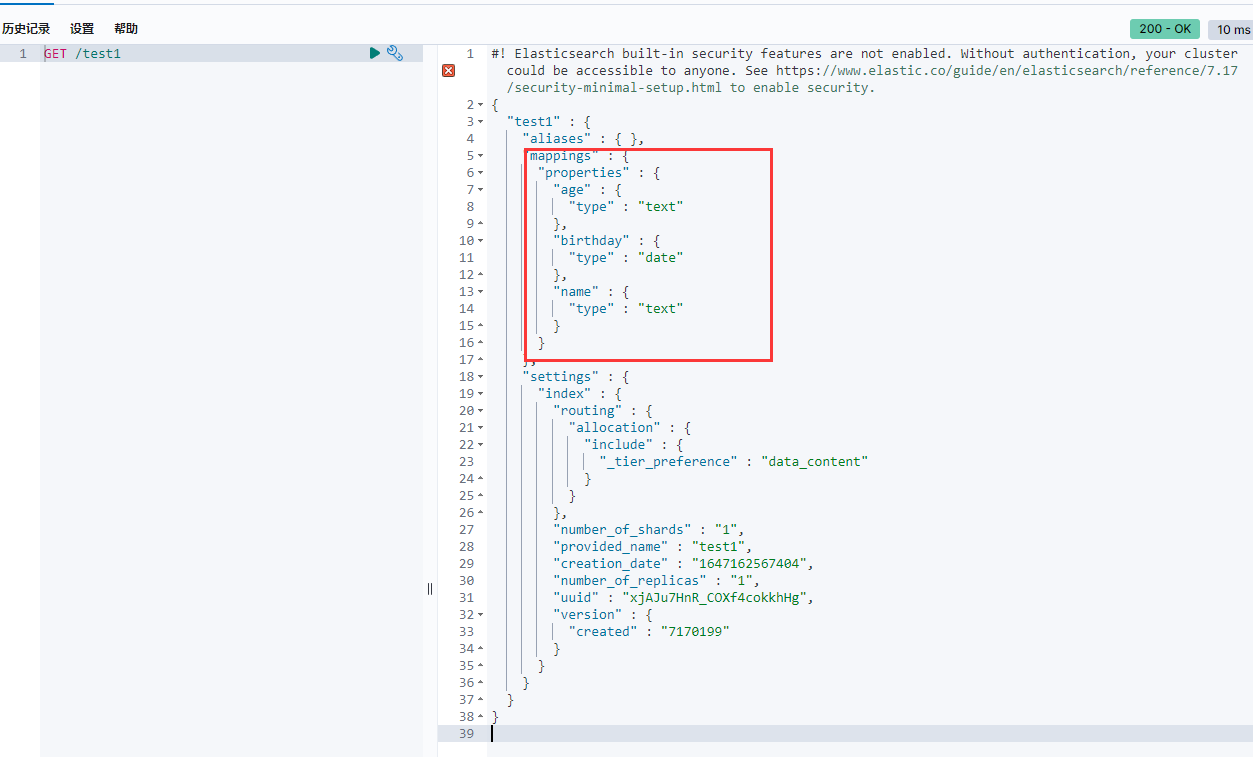 历史记录 设置 帮助
200 - OK 10 ms
1 GET /test1
1 #! Elasticsearch built-in security features are not enabled. Without authentication, your cluster
could be accessible to anyone. See https://www.elastic.co/guide/en/elasticsearch/reference/7.17
/security-minimal-setup.html to enable security.
2 {
3 "test1" : {
4 "aliases" : { },
5 "mappings" : {
6 "properties" : {
7 "age" : {
8 "type" : "text"
9 },
10 "birthday" : {
11 "type" : "date"
12 },
13 "name" : {
14 "type" : "text"
15 }
16 }
17 },
18 "settings" : {
19 "index" : {
20 "routing" : {
21 "allocation" : {
22 "include" : {
23 "_tier_preference" : "data_content"
24 }
25 }
26 },
27 "number_of_shards" : "1",
28 "provided_name" : "test1",
29 "creation_date" : "1647162567404",
30 "number_of_replicas" : "1",
31 "uuid" : "xjAJu7HnR_COXf4cokkhHg",
32 "version" : {
33 "created" : "7170199"
34 }
35 }
36 }
37 }
38 }
39